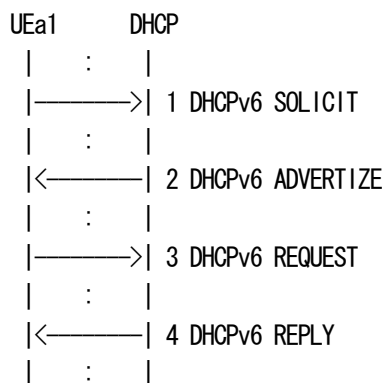 UEa1 DHCP
| : |
|-------->| 1 DHCPv6 SOLICIT
| : |
|<--------| 2 DHCPv6 ADVERTIZE
| : |
|-------->| 3 DHCPv6 REQUEST
| : |
|<--------| 4 DHCPv6 REPLY
| : |